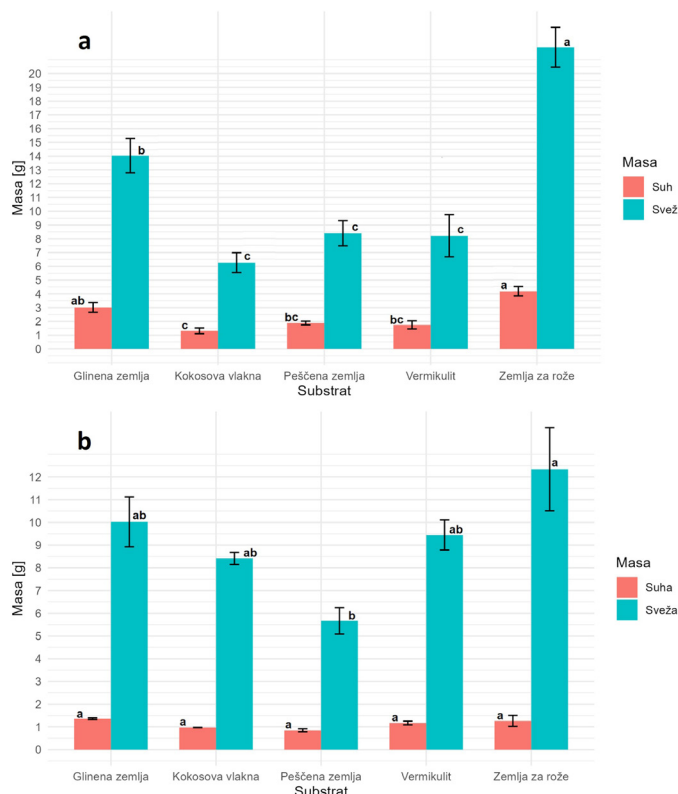 a
20
19
18
17
16
15
14
13
12
11
10
9
8
7
6
5
4
3
2
1
0
Masa [g]
ab b c c bc c bc c a a
Masa
Suh
Svež
Glinena zemlja Kokosova vlakna Peščena zemlja Vermikulit Zemlja za rože
Substrat
b
12
11
10
9
8
7
6
5
4
3
2
1
0
Masa [g]
a ab a ab a b a ab a a
Masa
Suha
Sveža
Glinena zemlja Kokosova vlakna Peščena zemlja Vermikulit Zemlja za rože
Substrat